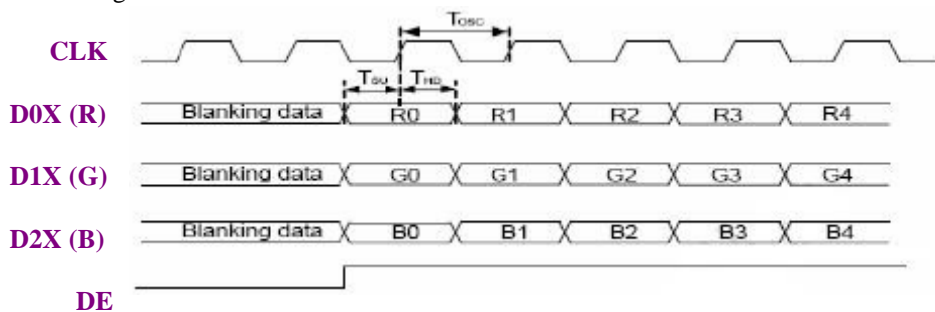 Tosc
CLK
TSU THD
D0X (R) Blanking data R0 R1 R2 R3 R4
D1X (G) Blanking data G0 G1 G2 G3 G4
D2X (B) Blanking data B0 B1 B2 B3 B4
DE